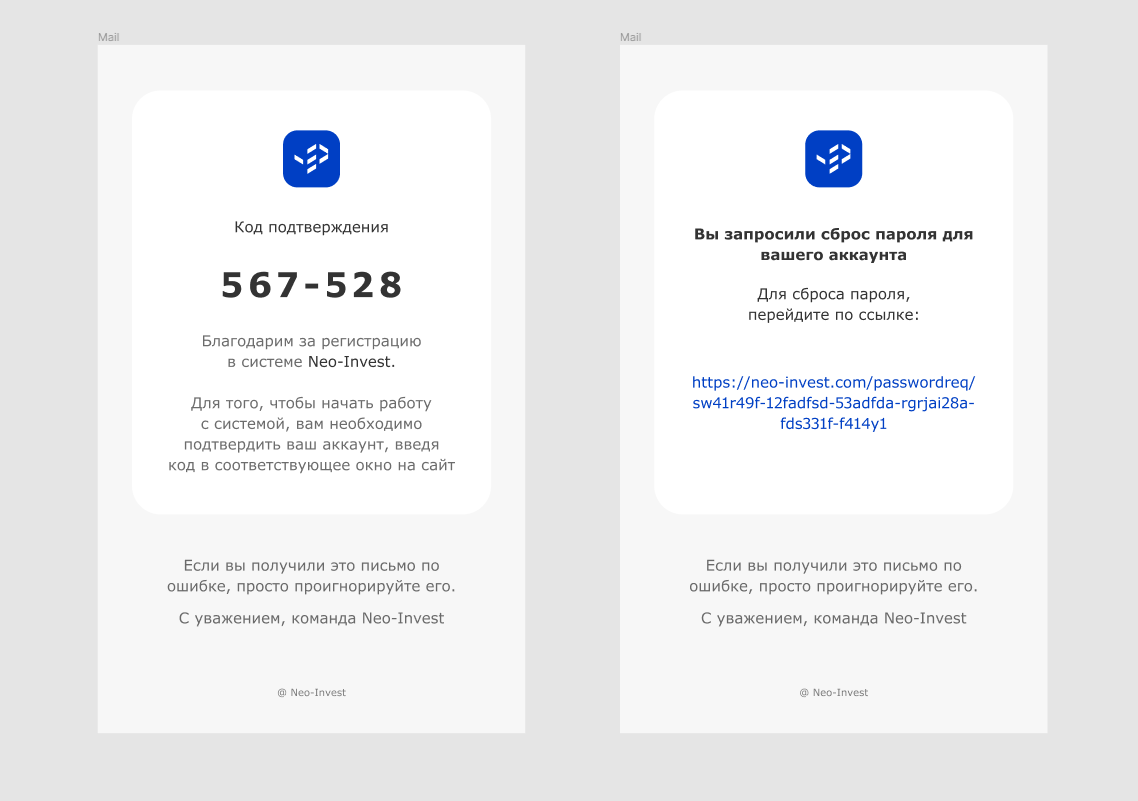 Mail
Код подтверждения
567-528
Благодарим за регистрацию
в системе Neo-Invest.
Для того, чтобы начать работу
с системой, вам необходимо
подтвердить ваш аккаунт, введя
код в соответствующее окно на сайт
Если вы получили это письмо по
ошибке, просто проигнорируйте его.
С уважением, команда Neo-Invest
@ Neo-Invest
Mail
Вы запросили сброс пароля для
вашего аккаунта
Для сброса пароля,
перейдите по ссылке:
https://neo-invest.com/passwordreq/
sw41r49f-12fadfsd-53adfda-rgrjai28a-
fds331f-f414y1
Если вы получили это письмо по
ошибке, просто проигнорируйте его.
С уважением, команда Neo-Invest
@ Neo-Invest